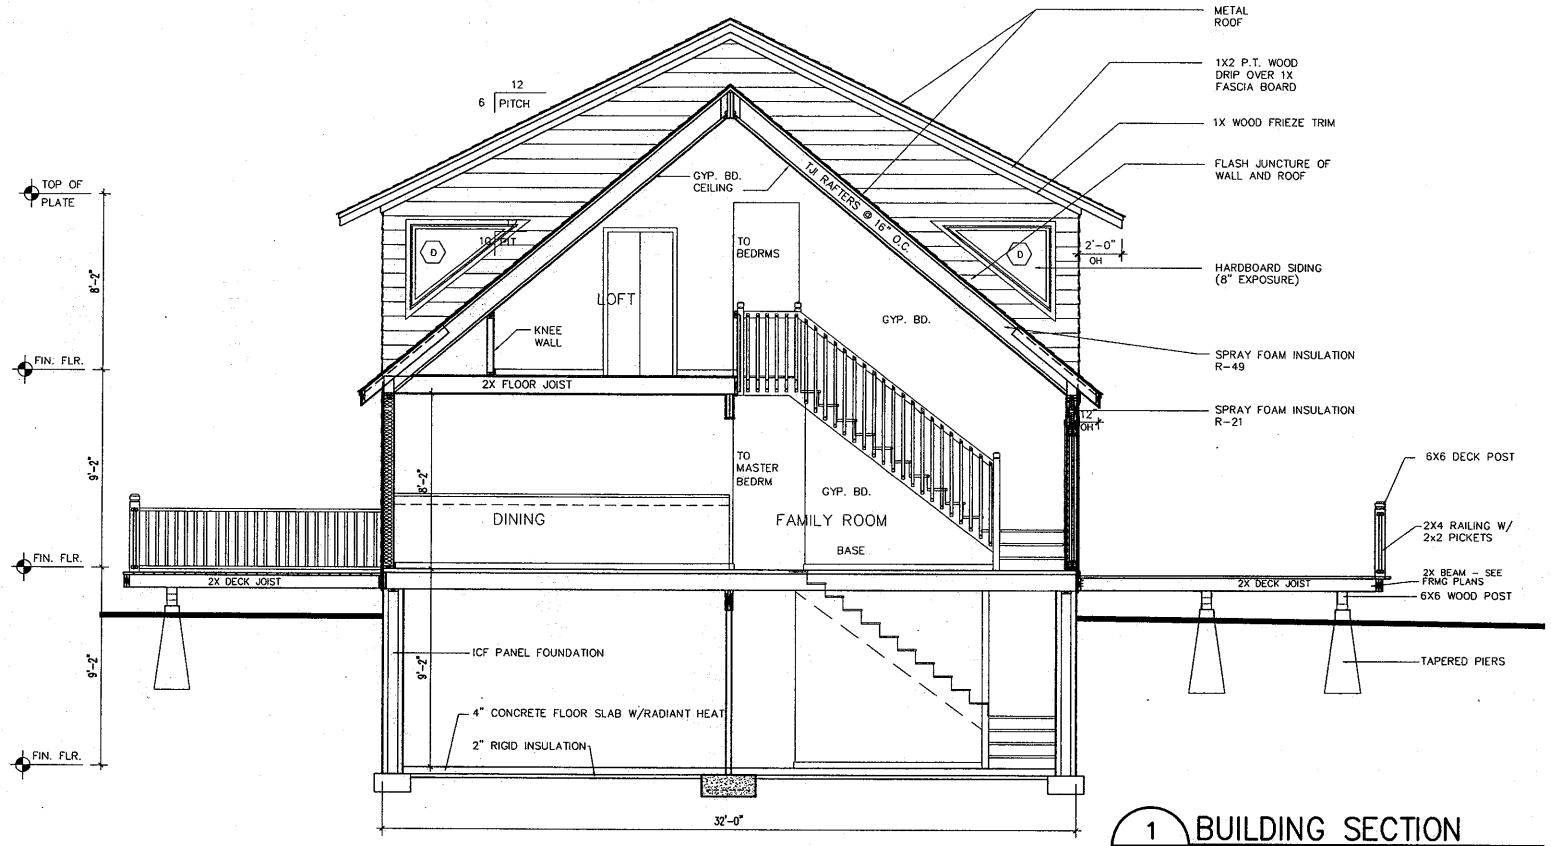 METAL
ROOF
1X2 P.T. WOOD
DRIP OVER 1X
FASCIA BOARD
12
6 PITCH
1X WOOD FRIEZE TRIM
FLASH JUNCTURE OF
WALL AND ROOF
GYP. BD.
CEILING
TJI RAFTERS @ 16" O.C.
TOP OF
PLATE
12
10 PIT
D
D
TO
BEDRMS
2'-0"
OH
HARDBOARD SIDING
(8" EXPOSURE)
8'-2"
LOFT
KNEE
WALL
GYP. BD.
SPRAY FOAM INSULATION
R-49
FIN. FLR.
2X FLOOR JOIST
SPRAY FOAM INSULATION
R-21
12"
OH
9'-2"
8'-2"
TO
MASTER
BEDRM
6X6 DECK POST
GYP. BD.
DINING
FAMILY ROOM
BASE
2X4 RAILING W/
2x2 PICKETS
FIN. FLR.
2X DECK JOIST
2X DECK JOIST
2X BEAM - SEE
FRMG PLANS
6X6 WOOD POST
9'-2"
9'-2"
ICF PANEL FOUNDATION
TAPERED PIERS
4" CONCRETE FLOOR SLAB W/RADIANT HEAT
2" RIGID INSULATION
FIN. FLR.
32'-0"
1 BUILDING SECTION